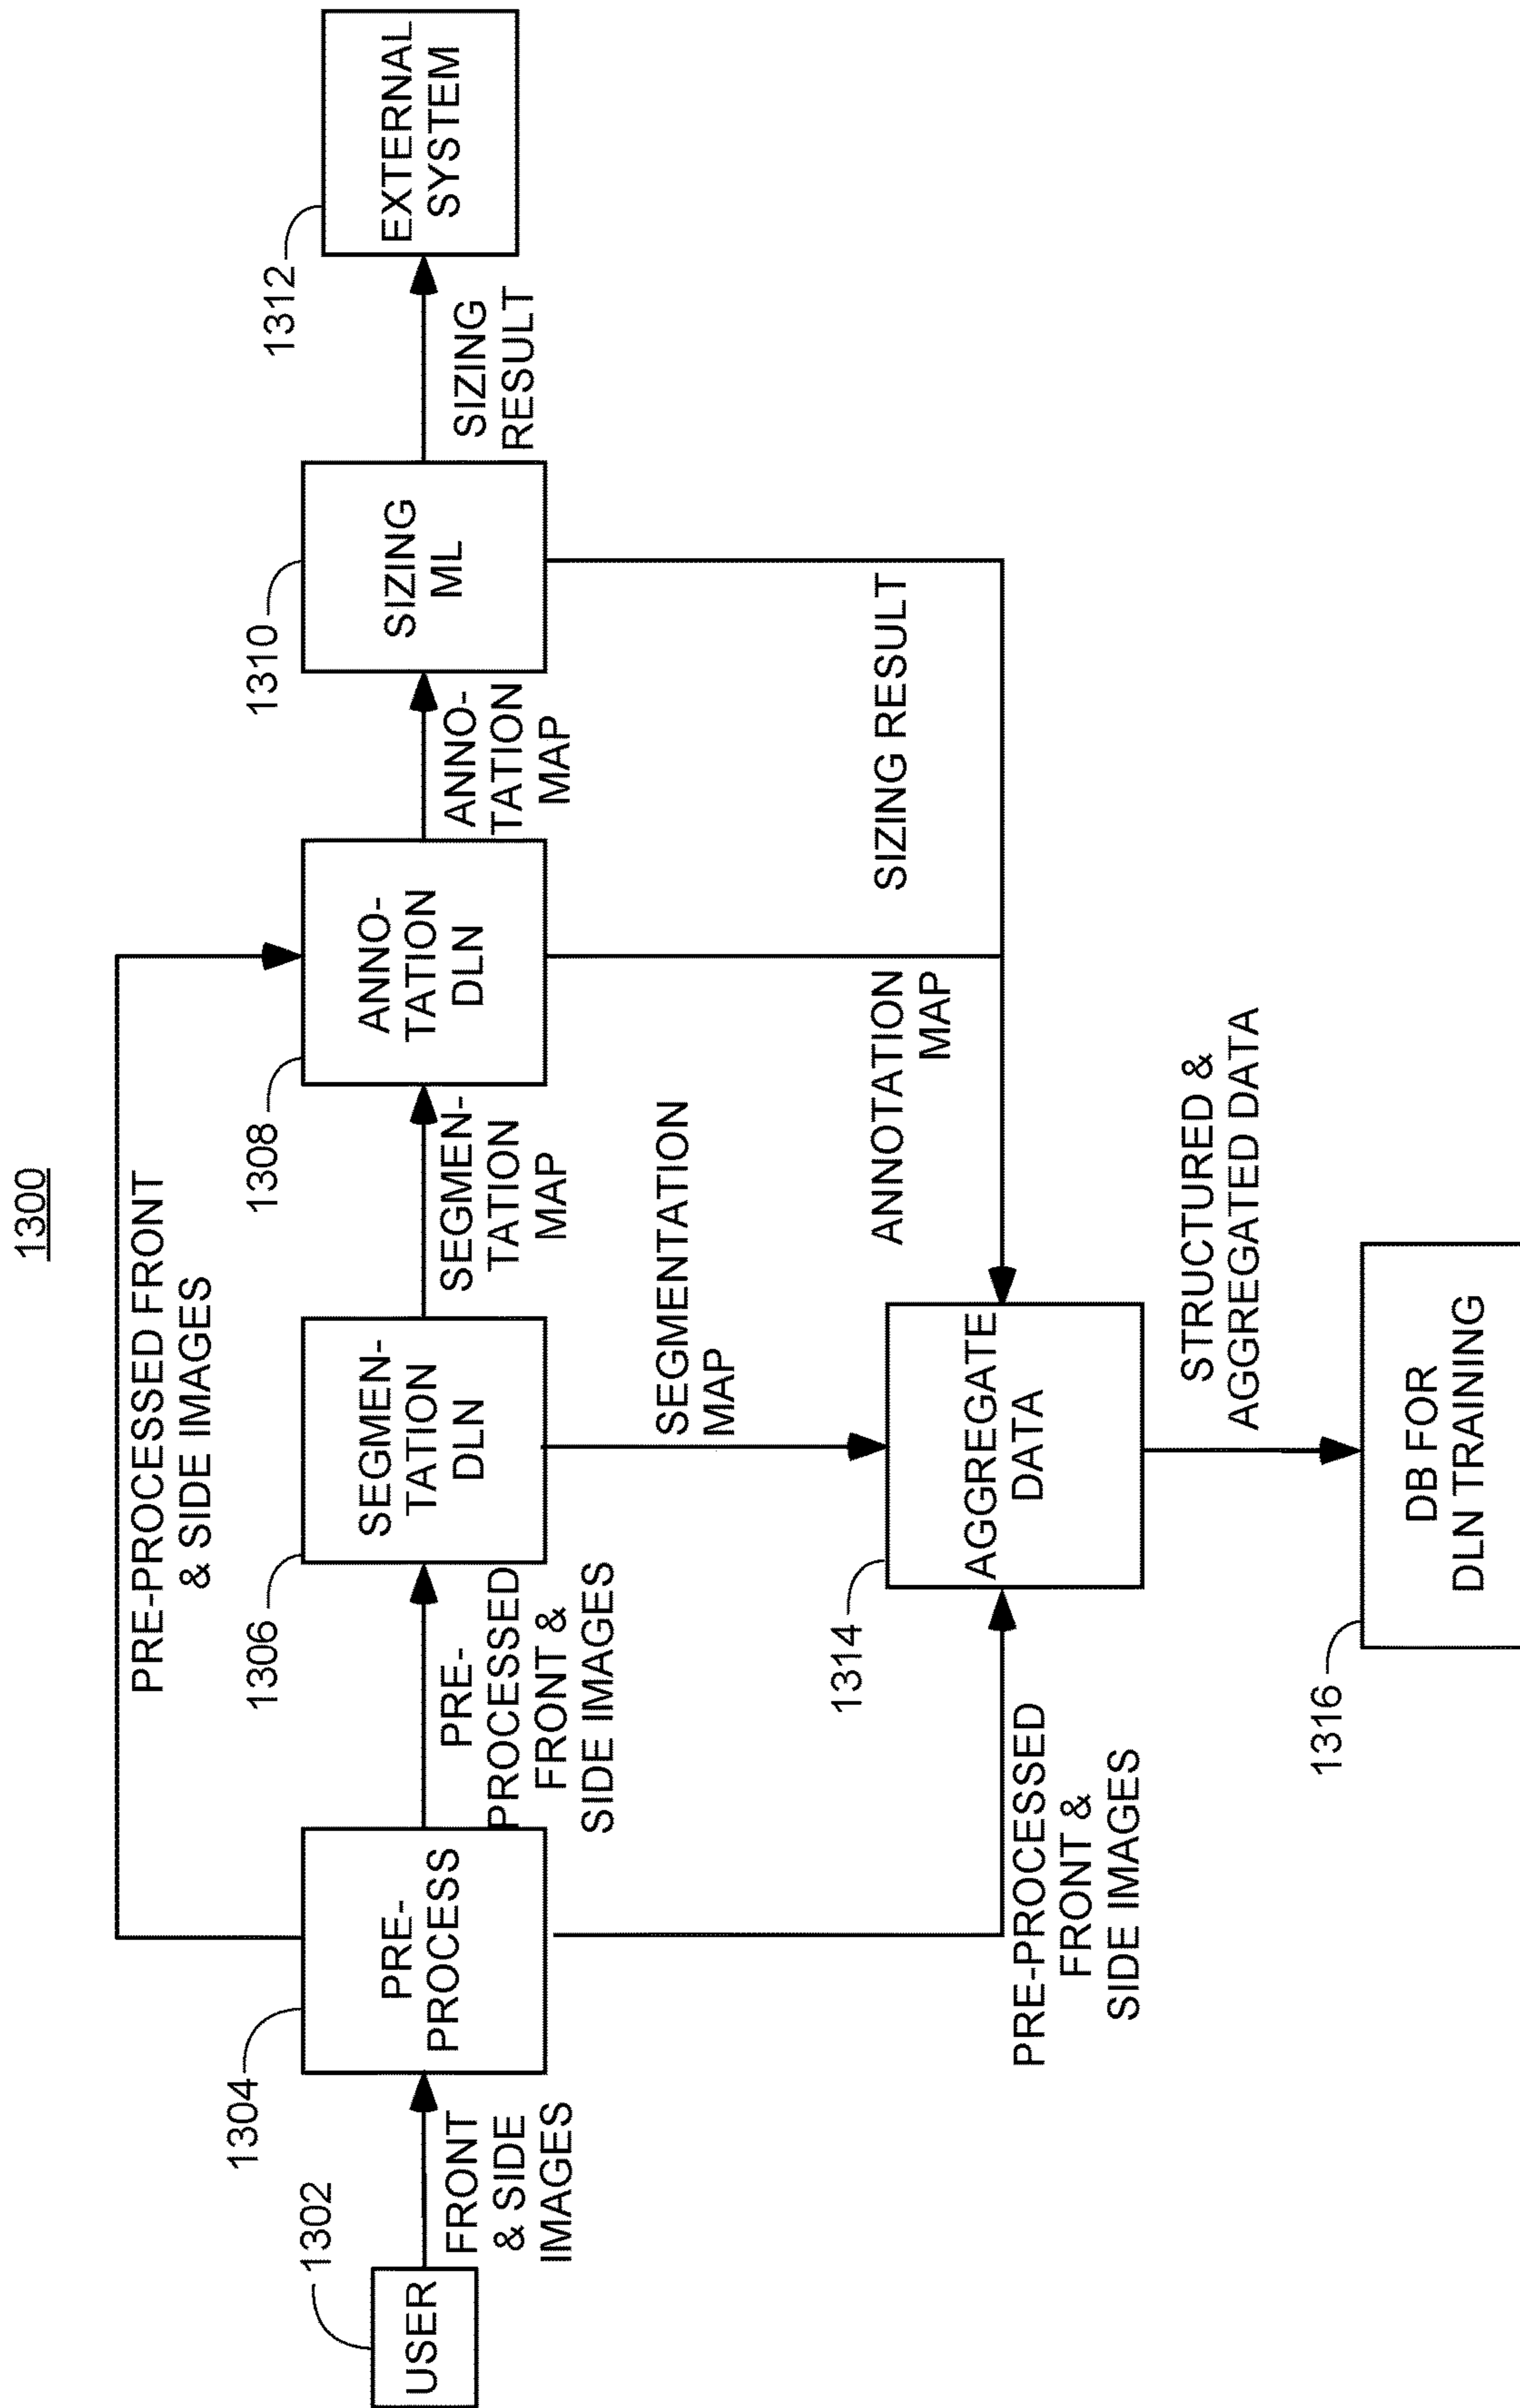 1300
PRE-PROCESSED FRONT
& SIDE IMAGES
1302
USER
FRONT
& SIDE
IMAGES
1304
PRE-
PROCESS
PRE-
PROCESSED
FRONT &
SIDE IMAGES
1306
SEGMEN-
TATION
DLN
SEGMEN-
TATION
MAP
1308
ANNO-
TATION
DLN
ANNO-
TATION
MAP
1310
SIZING
ML
SIZING
RESULT
1312
EXTERNAL
SYSTEM
SEGMENTATION
MAP
ANNOTATION
MAP
SIZING RESULT
PRE-PROCESSED
FRONT &
SIDE IMAGES
1314
AGGREGATE
DATA
STRUCTURED &
AGGREGATED DATA
1316
DB FOR
DLN TRAINING